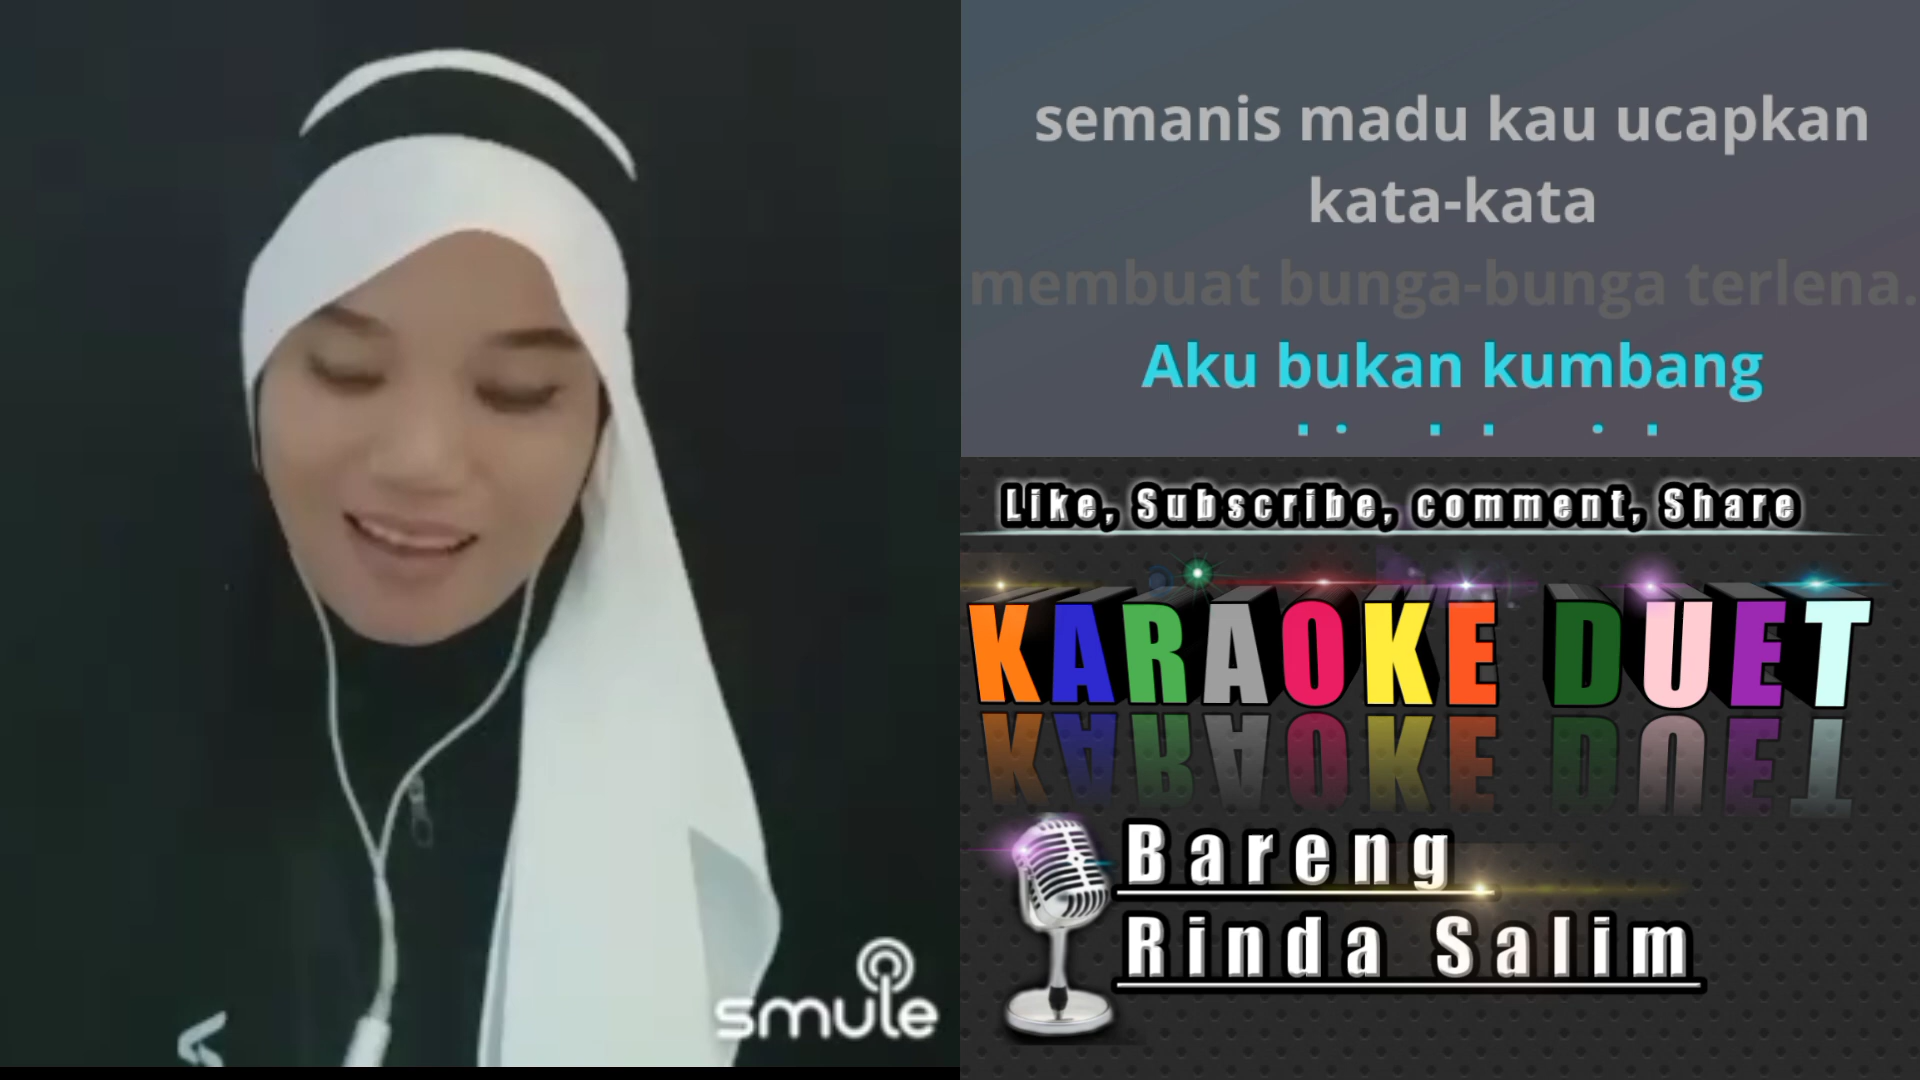 smule
semanis madu kau ucapkan
kata-kata
membuat bunga-bunga terlena.
Aku bukan kumbang
Like, Subscribe, comment, Share
KARAOKE DUET
Bareng
Rinda Salim